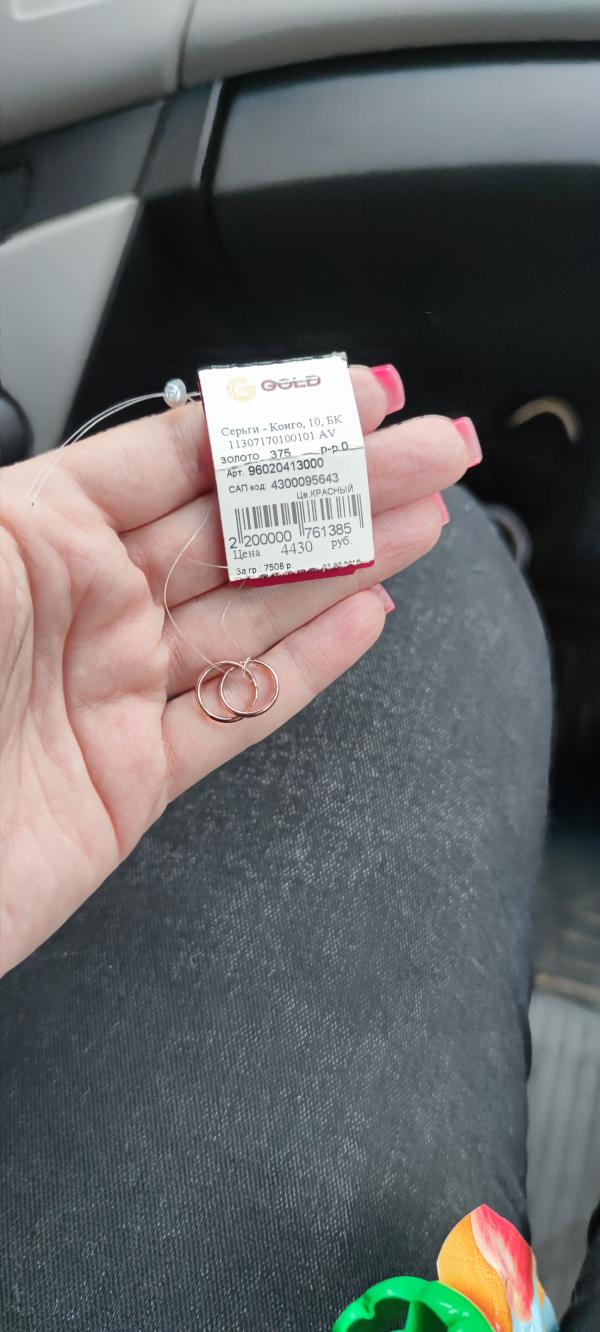 GOLD
Серьги - Конго, 10, БК
11307170100101 AV
золото 375 р-р 0
Арт. 96020413000
САП код: 4300095643
Цв.КРАСНЫЙ
2 200000 761385
Цена 4430 руб.
За гр.: 7508 р.